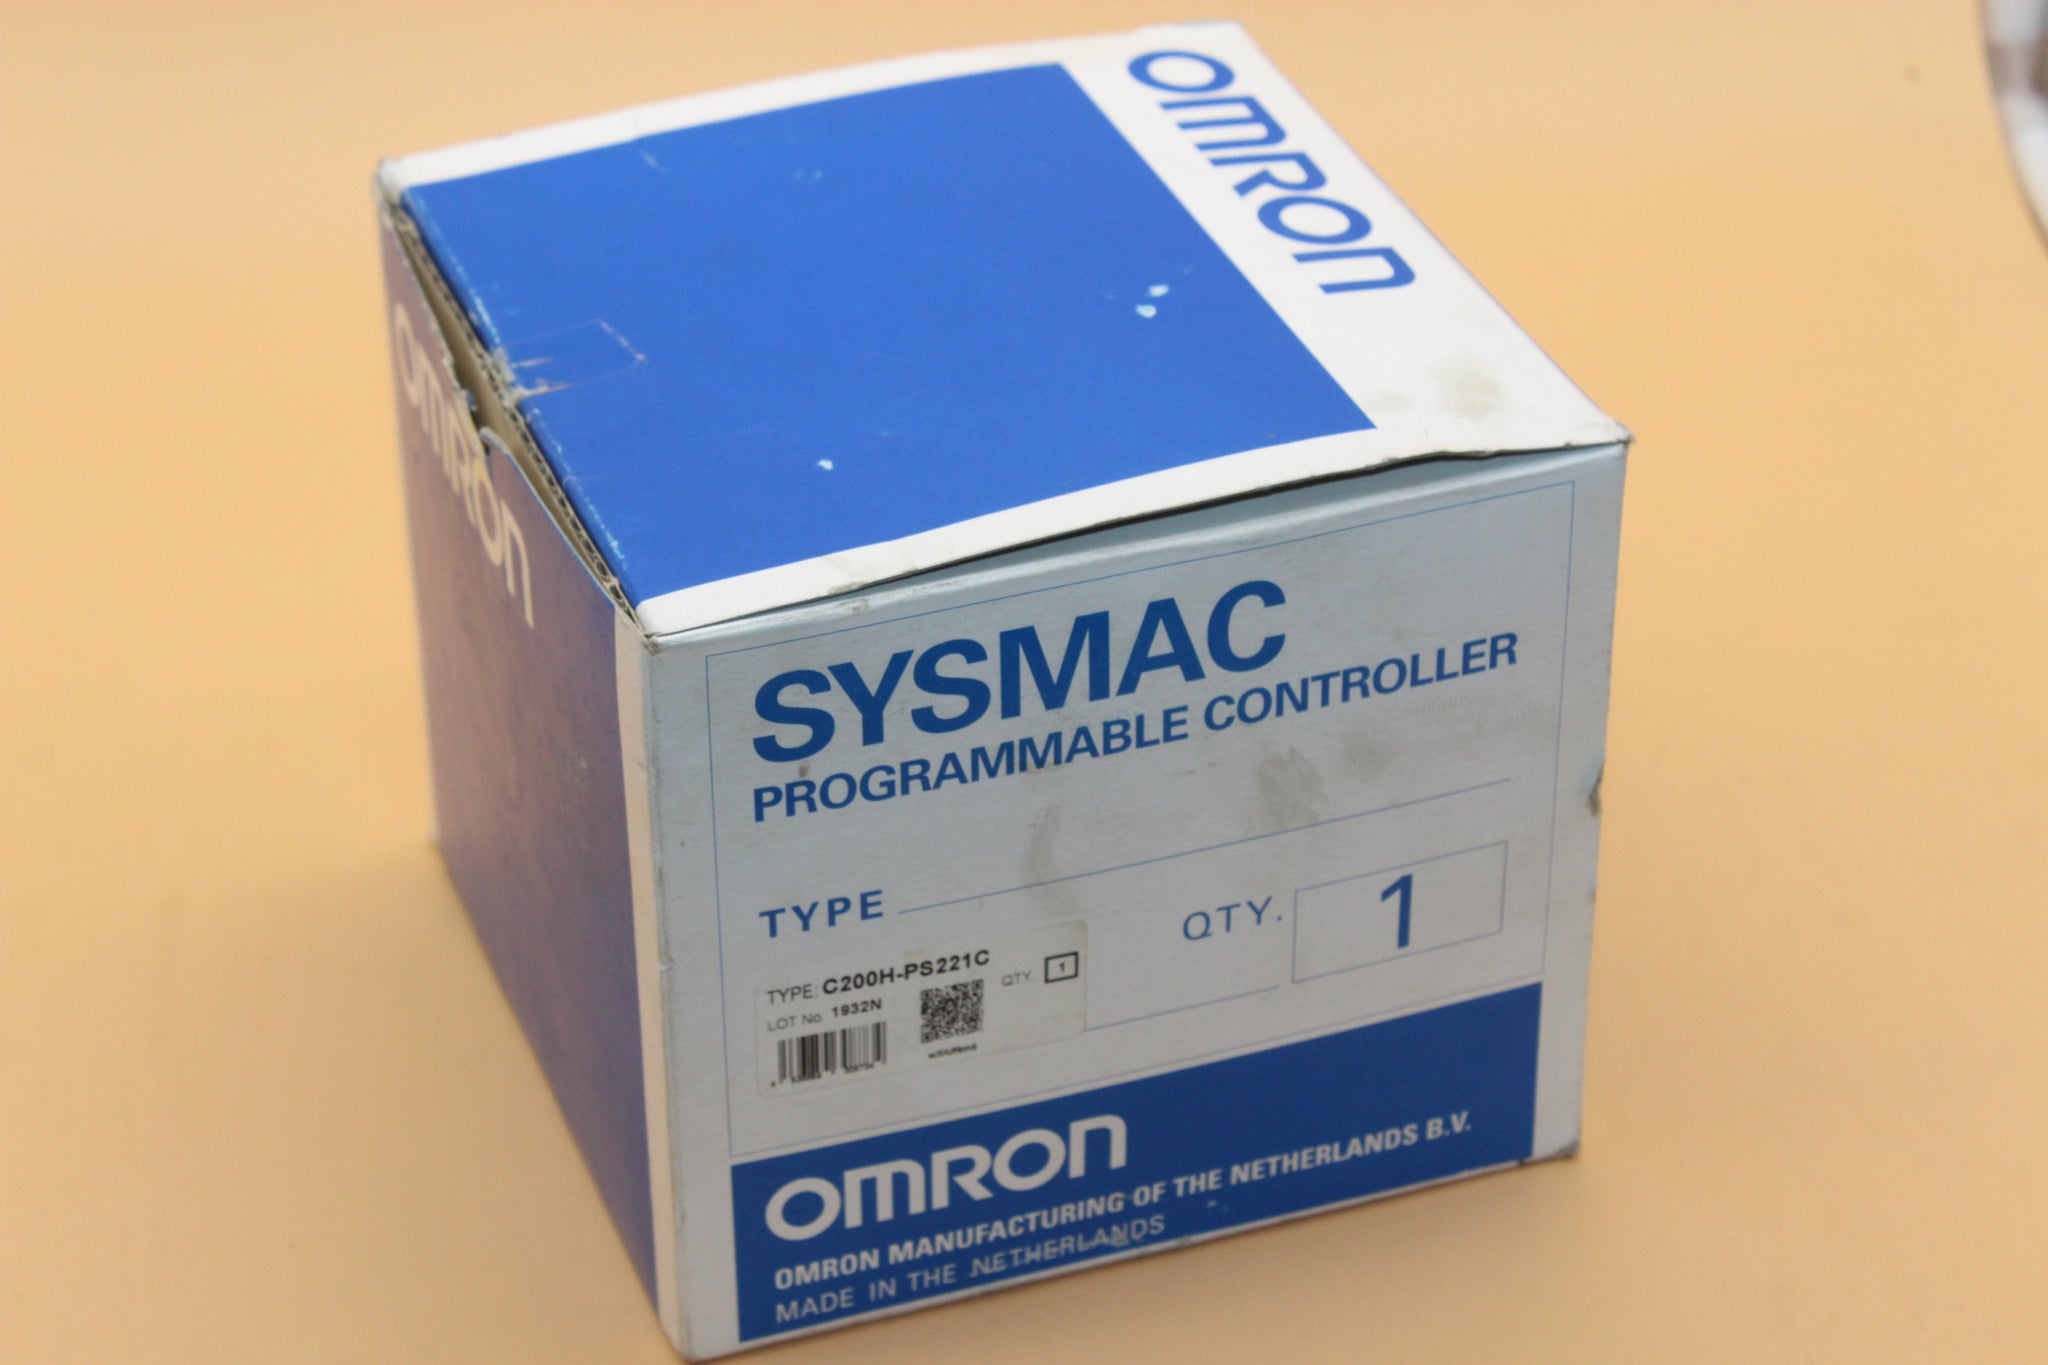 OMRON
OMRON
SYSMAC
PROGRAMMABLE CONTROLLER
TYPE
QTY. 1
TYPE: C200H-PS221C
QTY. 1
LOT No. 1932N
OMRON
OMRON MANUFACTURING OF THE NETHERLANDS B.V.
MADE IN THE NETHERLANDS